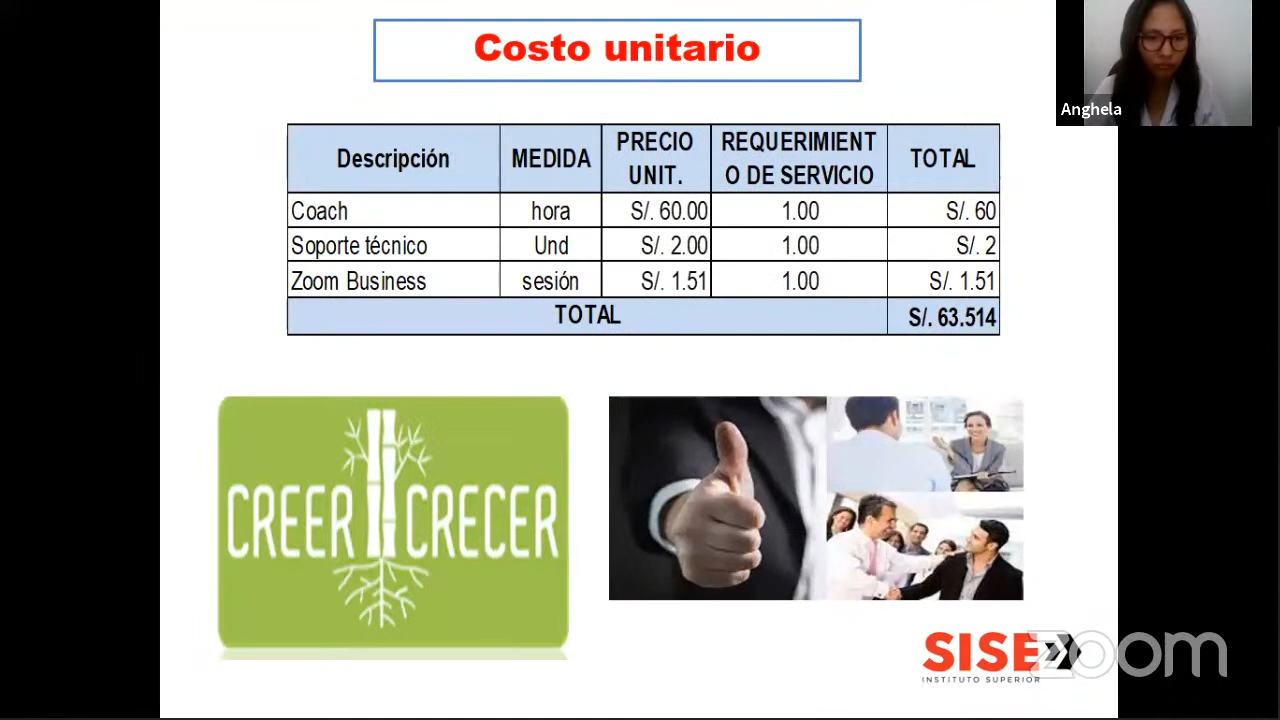 Costo unitario
Anghela
Descripción MEDIDA PRECIO UNIT. REQUERIMIENT O DE SERVICIO TOTAL
Coach hora S/. 60.00 1.00 S/. 60
Soporte técnico Und S/. 2.00 1.00 S/. 2
Zoom Business sesión S/. 1.51 1.00 S/. 1.51
TOTAL S/. 63.514
CREER CRECER
SISE
INSTITUTO SUPERIOR
zoom